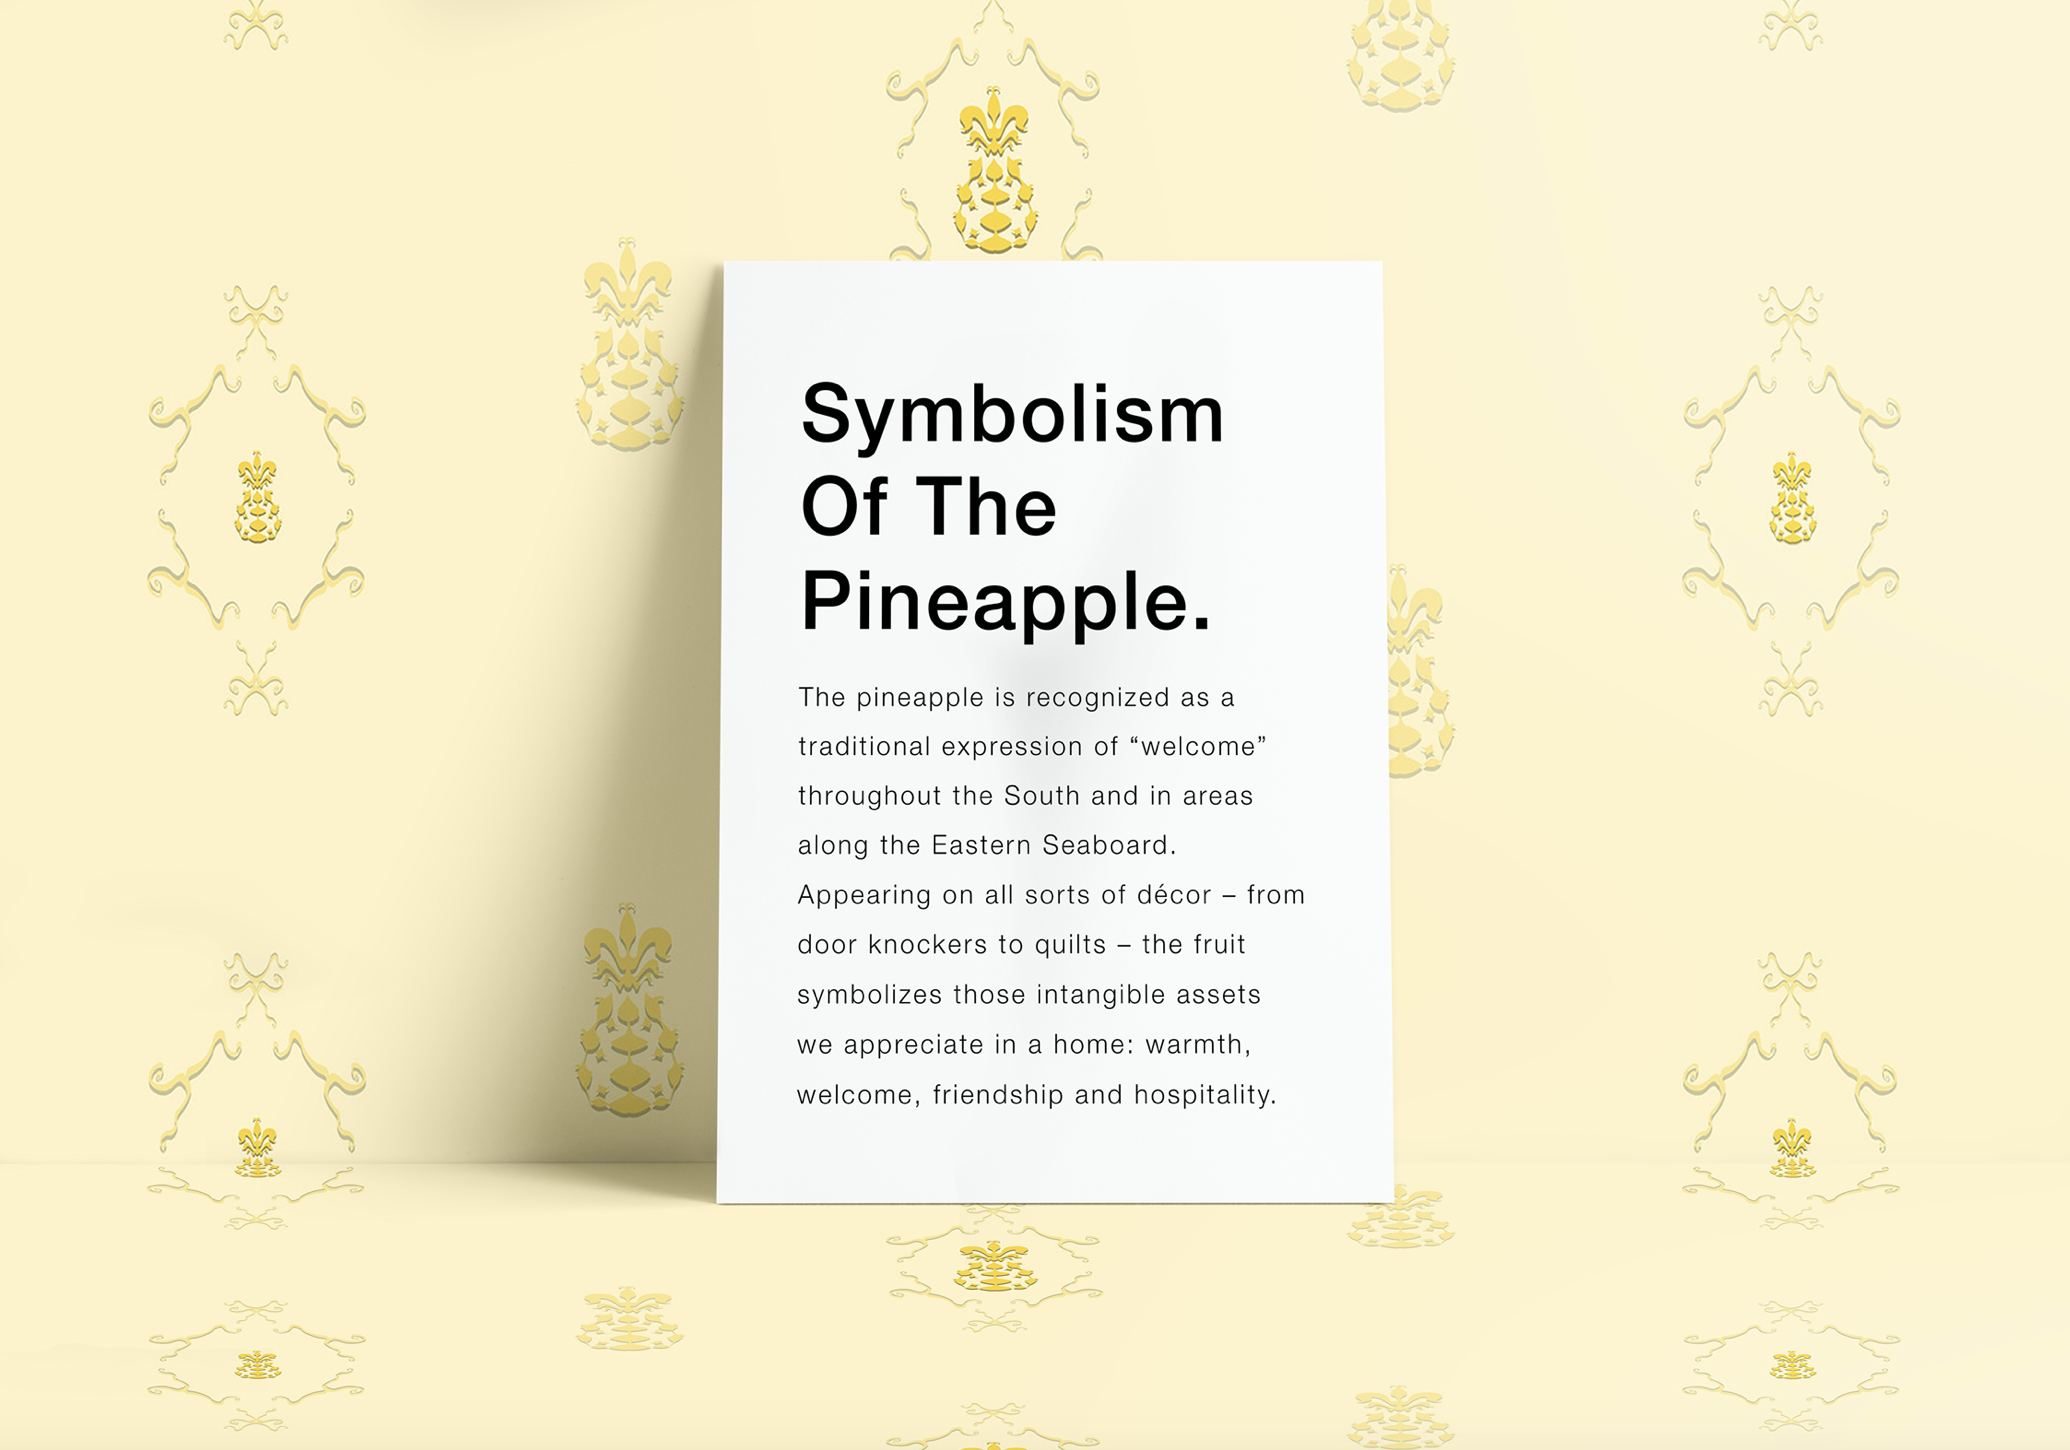 Symbolism
Of The
Pineapple.
The pineapple is recognized as a
traditional expression of “welcome”
throughout the South and in areas
along the Eastern Seaboard.
Appearing on all sorts of décor – from
door knockers to quilts – the fruit
symbolizes those intangible assets
we appreciate in a home: warmth,
welcome, friendship and hospitality.